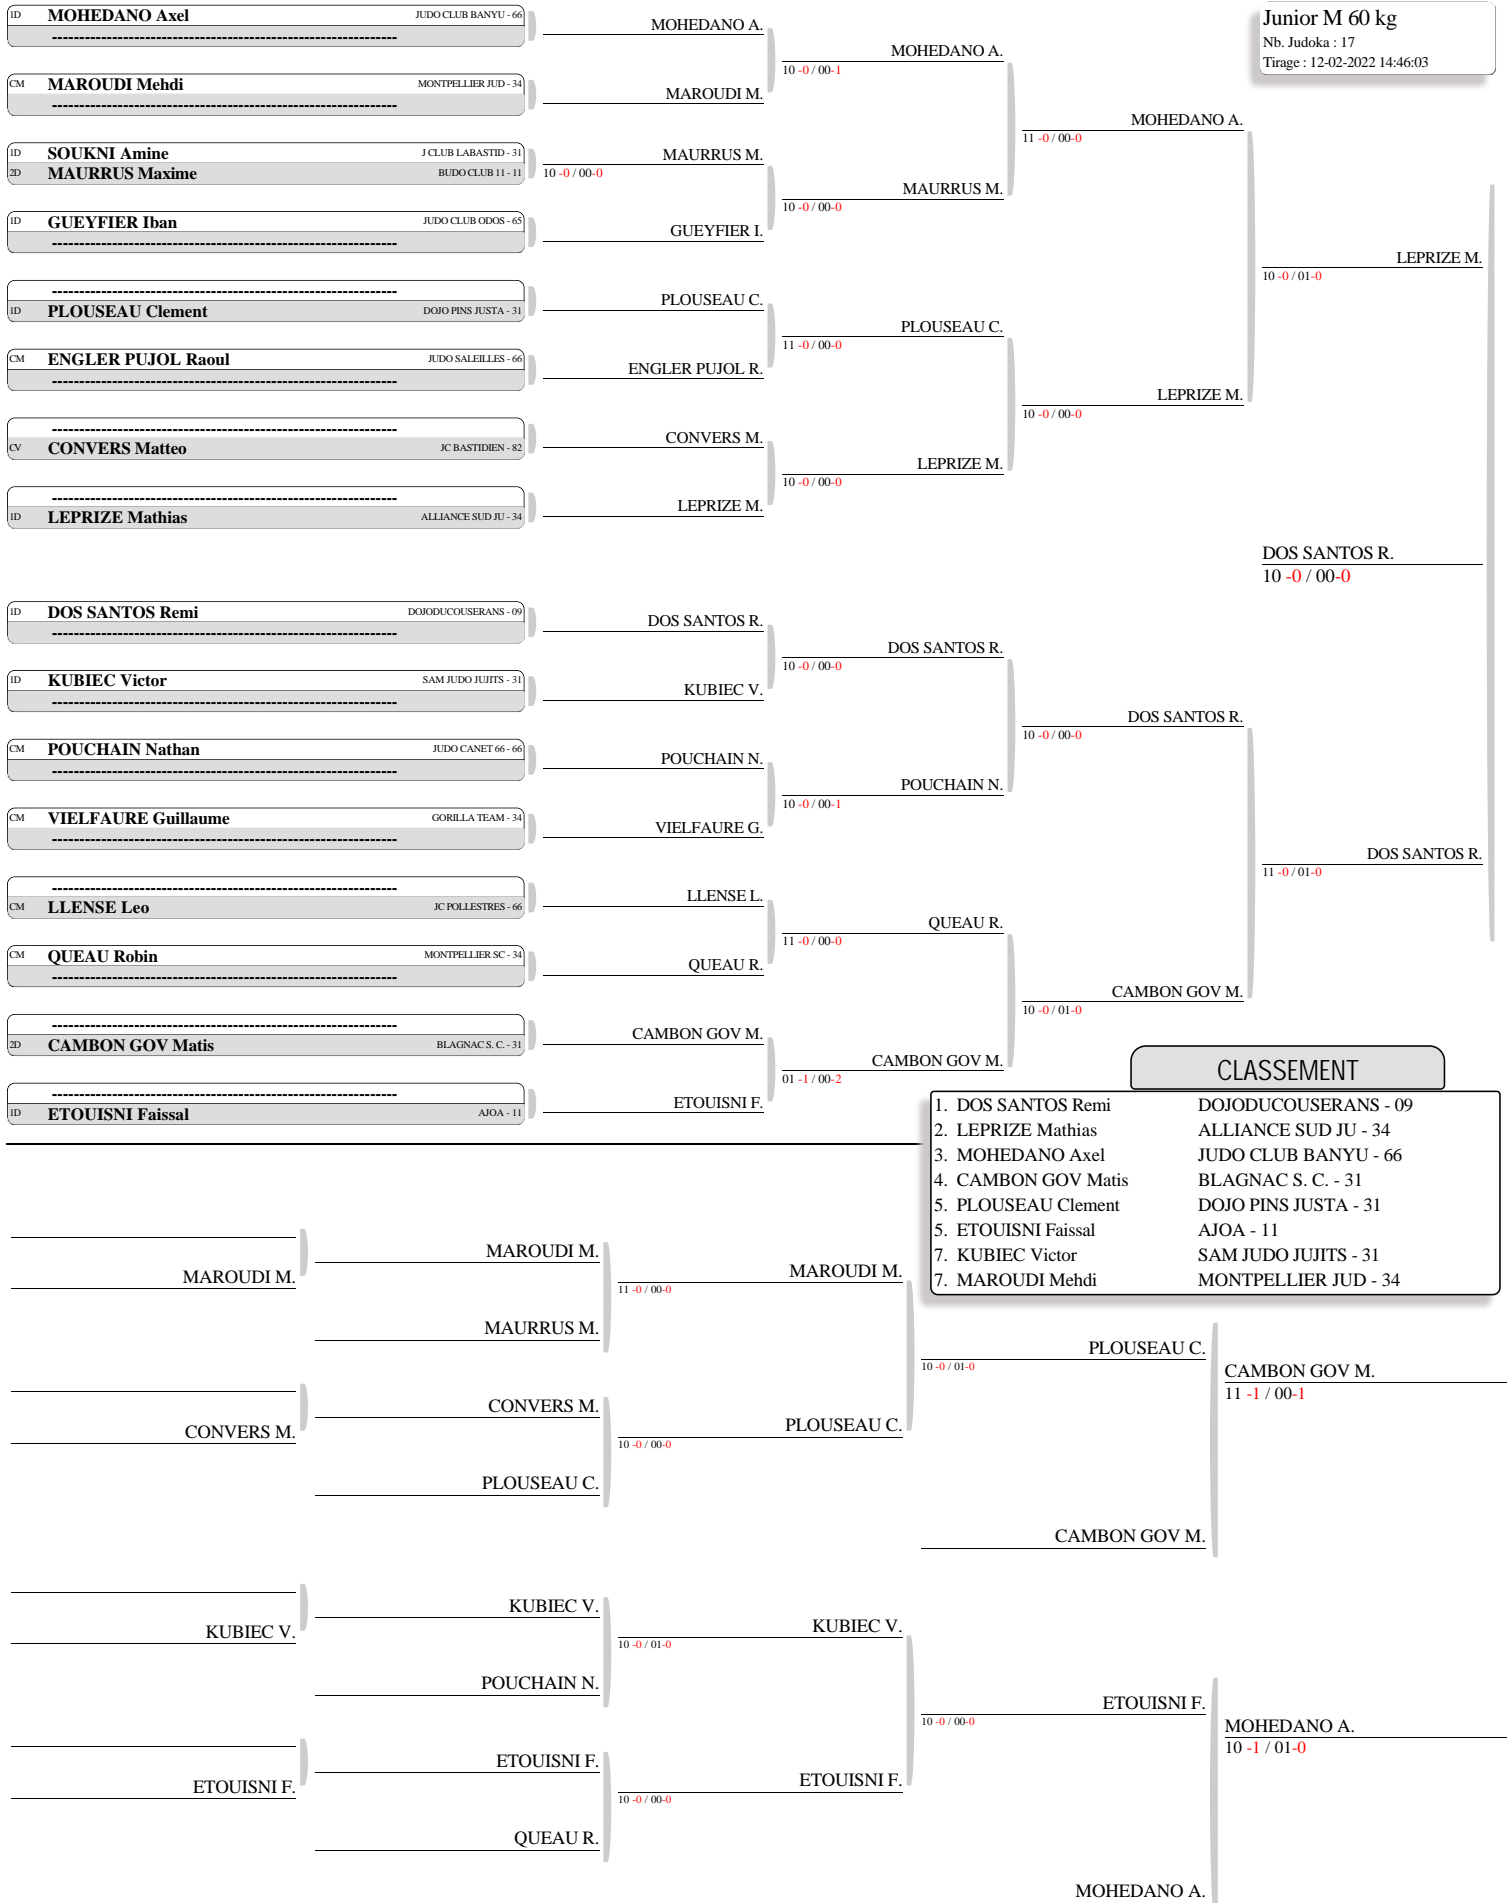 Junior M 60 kg
Nb. Judoka : 17
Tirage : 12-02-2022 14:46:03
1D MOHEDANO Axel JUDO CLUB BANYU - 66
----------------------------------------------------------------
CM MAROUDI Mehdi MONTPELLIER JUD - 34
----------------------------------------------------------------
1D SOUKNI Amine J CLUB LABASTID - 31
2D MAURRUS Maxime BUDO CLUB 11 - 11
1D GUEYFIER Iban JUDO CLUB ODOS - 65
----------------------------------------------------------------
----------------------------------------------------------------
1D PLOUSEAU Clement DOJO PINS JUSTA - 31
CM ENGLER PUJOL Raoul JUDO SALEILLES - 66
----------------------------------------------------------------
----------------------------------------------------------------
CV CONVERS Matteo JC BASTIDIEN - 82
----------------------------------------------------------------
1D LEPRIZE Mathias ALLIANCE SUD JU - 34
1D DOS SANTOS Remi DOJODUCOUSERANS - 09
----------------------------------------------------------------
1D KUBIEC Victor SAM JUDO JUJITS - 31
----------------------------------------------------------------
CM POUCHAIN Nathan JUDO CANET 66 - 66
----------------------------------------------------------------
CM VIELFAURE Guillaume GORILLA TEAM - 34
----------------------------------------------------------------
----------------------------------------------------------------
CM LLENSE Leo JC POLLESTRES - 66
CM QUEAU Robin MONTPELLIER SC - 34
----------------------------------------------------------------
----------------------------------------------------------------
2D CAMBON GOV Matis BLAGNAC S. C. - 31
----------------------------------------------------------------
1D ETOUISNI Faissal AJOA - 11
MOHEDANO A.
MAROUDI M.
MAURRUS M.
10 -0 / 00-0
GUEYFIER I.
PLOUSEAU C.
ENGLER PUJOL R.
CONVERS M.
LEPRIZE M.
DOS SANTOS R.
KUBIEC V.
POUCHAIN N.
VIELFAURE G.
LLENSE L.
QUEAU R.
CAMBON GOV M.
ETOUISNI F.
MOHEDANO A.
10 -0 / 00-1
MAURRUS M.
10 -0 / 00-0
PLOUSEAU C.
11 -0 / 00-0
LEPRIZE M.
10 -0 / 00-0
DOS SANTOS R.
10 -0 / 00-0
POUCHAIN N.
10 -0 / 00-1
QUEAU R.
11 -0 / 00-0
CAMBON GOV M.
01 -1 / 00-2
MOHEDANO A.
11 -0 / 00-0
LEPRIZE M.
10 -0 / 00-0
DOS SANTOS R.
10 -0 / 00-0
CAMBON GOV M.
10 -0 / 01-0
LEPRIZE M.
10 -0 / 01-0
DOS SANTOS R.
11 -0 / 01-0
DOS SANTOS R.
10 -0 / 00-0
CLASSEMENT
1. DOS SANTOS Remi DOJODUCOUSERANS - 09
2. LEPRIZE Mathias ALLIANCE SUD JU - 34
3. MOHEDANO Axel JUDO CLUB BANYU - 66
4. CAMBON GOV Matis BLAGNAC S. C. - 31
5. PLOUSEAU Clement DOJO PINS JUSTA - 31
5. ETOUISNI Faissal AJOA - 11
7. KUBIEC Victor SAM JUDO JUJITS - 31
7. MAROUDI Mehdi MONTPELLIER JUD - 34
MAROUDI M.
CONVERS M.
KUBIEC V.
ETOUISNI F.
MAROUDI M.
MAURRUS M.
CONVERS M.
PLOUSEAU C.
KUBIEC V.
POUCHAIN N.
ETOUISNI F.
QUEAU R.
MAROUDI M.
11 -0 / 00-0
PLOUSEAU C.
10 -0 / 00-0
KUBIEC V.
10 -0 / 01-0
ETOUISNI F.
10 -0 / 00-0
PLOUSEAU C.
10 -0 / 01-0
CAMBON GOV M.
ETOUISNI F.
10 -0 / 00-0
MOHEDANO A.
CAMBON GOV M.
11 -1 / 00-1
MOHEDANO A.
10 -1 / 01-0